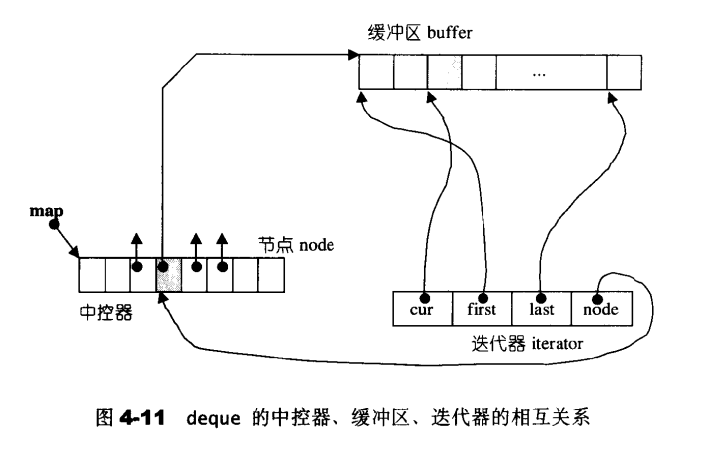 缓冲区 buffer
...
map
节点 node
中控器
cur first last node
迭代器 iterator
图 4-11 deque 的中控器、缓冲区、迭代器的相互关系